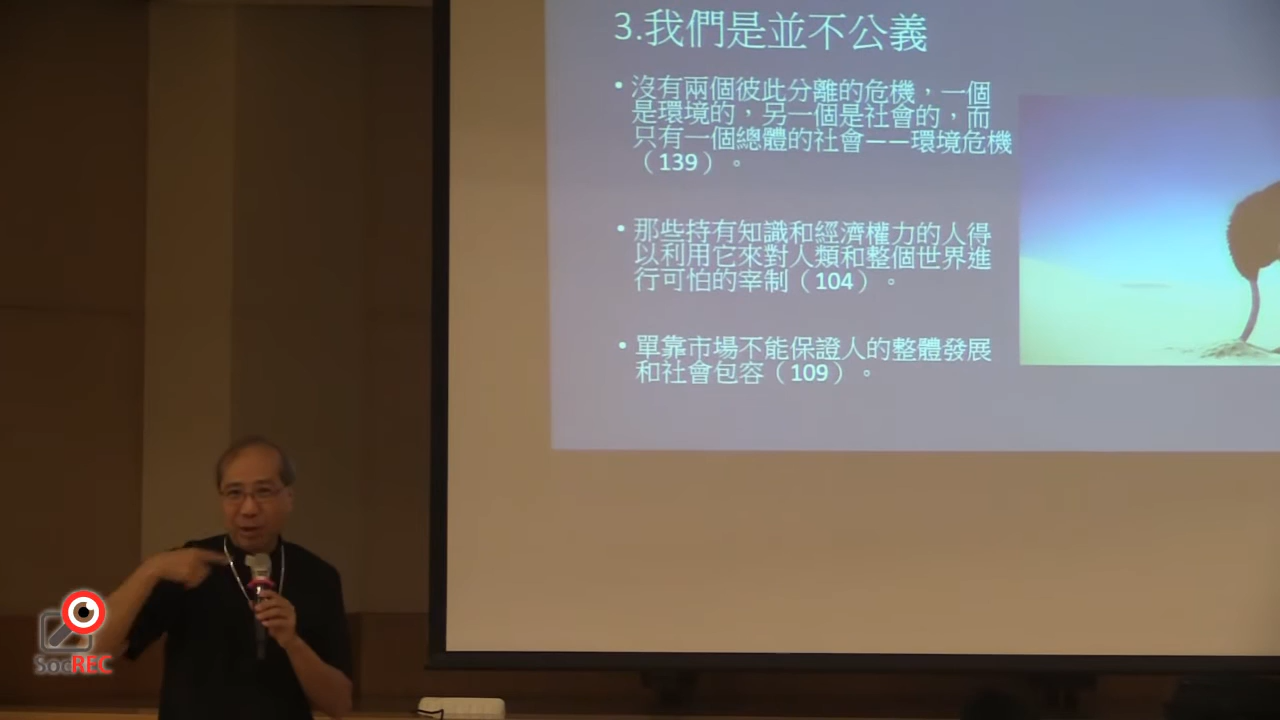 3.我們是並不公義
• 沒有兩個彼此分離的危機，一個
是環境的，另一個是社會的，而
只有一個總體的社會——環境危機
（139）。
• 那些持有知識和經濟權力的人得
以利用它來對人類和整個世界進
行可怕的宰制（104）。
• 單靠市場不能保證人的整體發展
和社會包容（109）。
SocREC